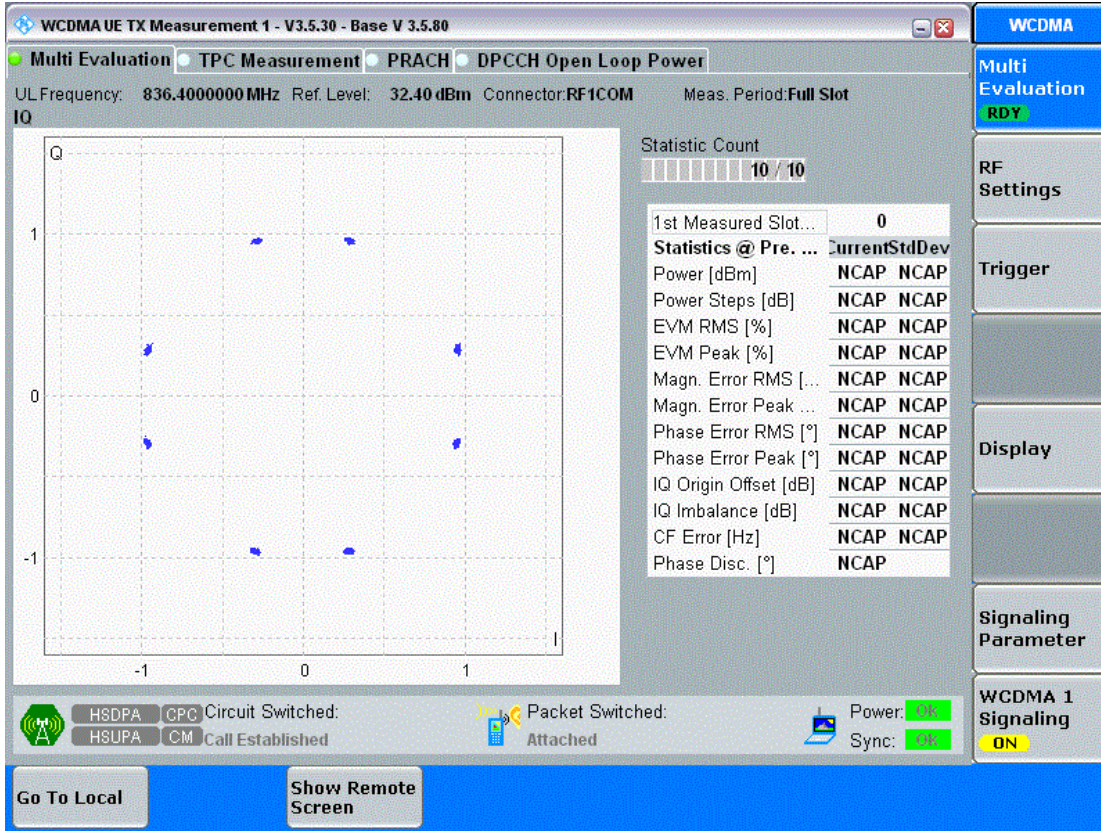 WCDMA UE TX Measurement 1 - V3.5.30 - Base V 3.5.80
WCDMA
Multi Evaluation TPC Measurement PRACH DPCCH Open Loop Power
UL Frequency: 836.4000000 MHz Ref. Level: 32.40 dBm Connector:RF1COM Meas. Period:Full Slot
IQ
Q
1
0
-1
-1 0 1
I
Statistic Count
10 / 10
1st Measured Slot... 0
Statistics @ Pre. ... Current StdDev
Power [dBm] NCAP NCAP
Power Steps [dB] NCAP NCAP
EVM RMS [%] NCAP NCAP
EVM Peak [%] NCAP NCAP
Magn. Error RMS [... NCAP NCAP
Magn. Error Peak ... NCAP NCAP
Phase Error RMS [°] NCAP NCAP
Phase Error Peak [°] NCAP NCAP
IQ Origin Offset [dB] NCAP NCAP
IQ Imbalance [dB] NCAP NCAP
CF Error [Hz] NCAP NCAP
Phase Disc. [°] NCAP
Multi
Evaluation
RDY
RF
Settings
Trigger
Display
Signaling
Parameter
WCDMA 1
Signaling
ON
HSDPA CPC Circuit Switched: Packet Switched: Power: Ok
HSUPA CM Call Established Attached Sync: Ok
Go To Local
Show Remote
Screen